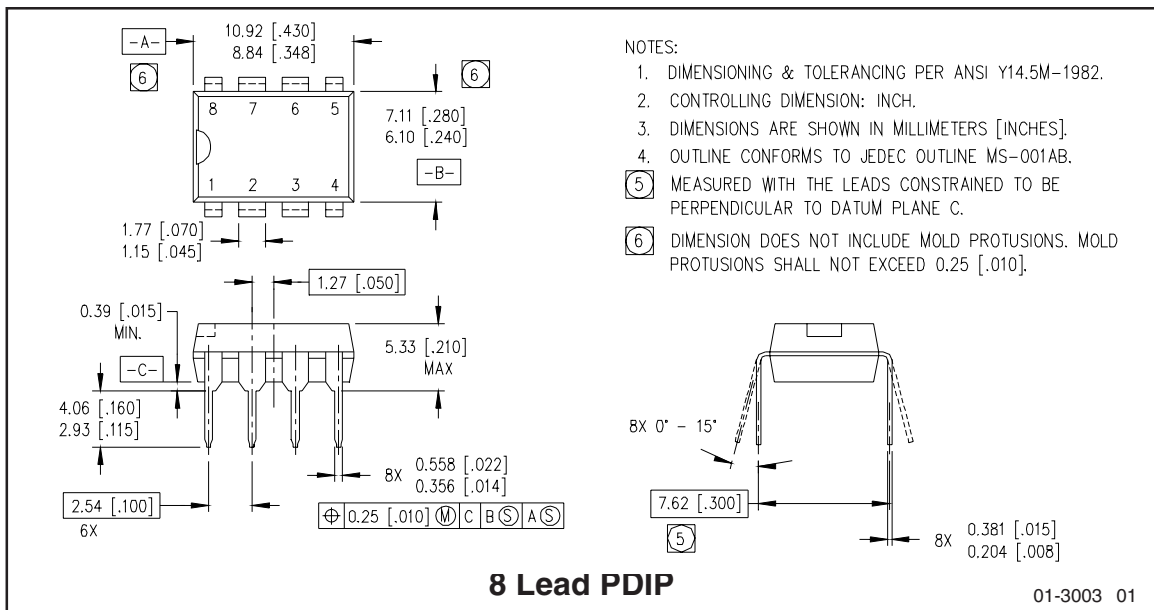 -A-
10.92 [.430]
8.84 [.348]
6
6
8 7 6 5
7.11 [.280]
6.10 [.240]
-B-
1 2 3 4
1.77 [.070]
1.15 [.045]
1.27 [.050]
0.39 [.015]
MIN.
-C-
5.33 [.210]
MAX
4.06 [.160]
2.93 [.115]
2.54 [.100]
6X
8X 0.558 [.022]
0.356 [.014]
⌖ 0.25 [.010] Ⓜ C B Ⓢ A Ⓢ
NOTES:
1. DIMENSIONING & TOLERANCING PER ANSI Y14.5M-1982.
2. CONTROLLING DIMENSION: INCH.
3. DIMENSIONS ARE SHOWN IN MILLIMETERS [INCHES].
4. OUTLINE CONFORMS TO JEDEC OUTLINE MS-001AB.
5 MEASURED WITH THE LEADS CONSTRAINED TO BE
PERPENDICULAR TO DATUM PLANE C.
6 DIMENSION DOES NOT INCLUDE MOLD PROTUSIONS. MOLD
PROTUSIONS SHALL NOT EXCEED 0.25 [.010].
8X 0° - 15°
7.62 [.300]
5
8X 0.381 [.015]
0.204 [.008]
8 Lead PDIP
01-3003 01